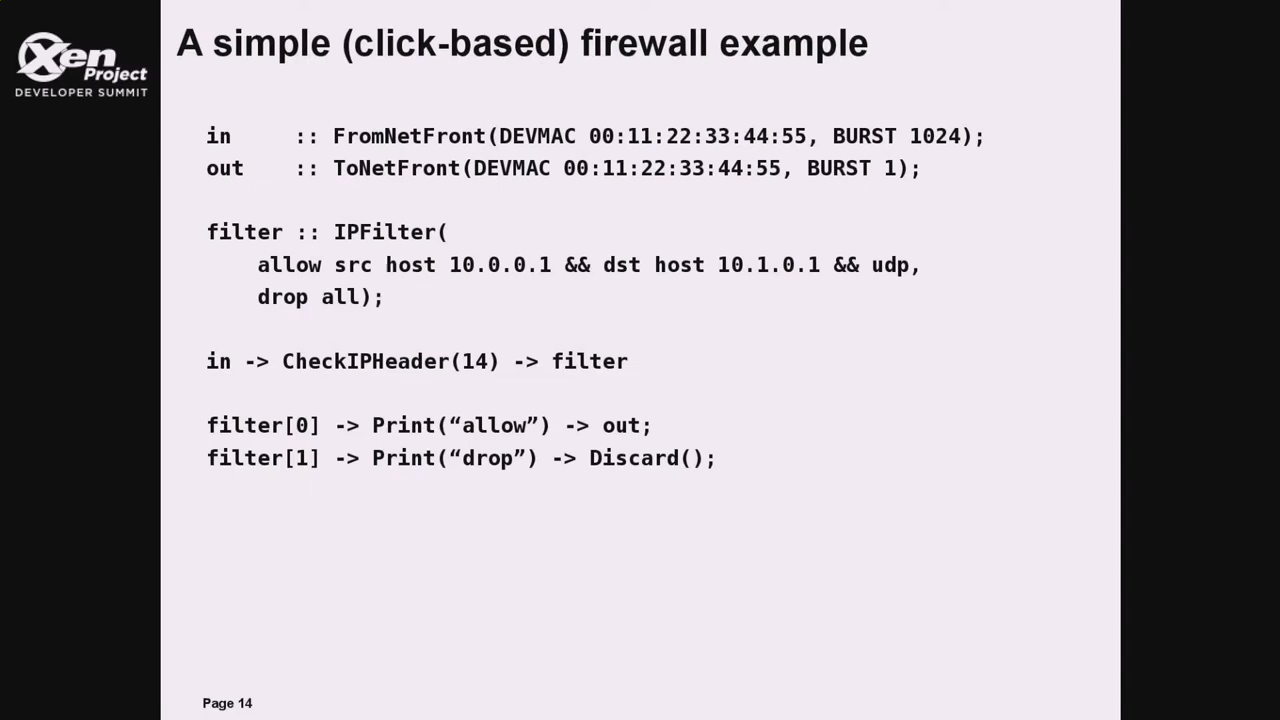 Xen
Project
DEVELOPER SUMMIT
A simple (click-based) firewall example
in     :: FromNetFront(DEVMAC 00:11:22:33:44:55, BURST 1024);
out    :: ToNetFront(DEVMAC 00:11:22:33:44:55, BURST 1);
filter :: IPFilter(
    allow src host 10.0.0.1 && dst host 10.1.0.1 && udp,
    drop all);
in -> CheckIPHeader(14) -> filter
filter[0] -> Print(“allow”) -> out;
filter[1] -> Print(“drop”) -> Discard();
Page 14